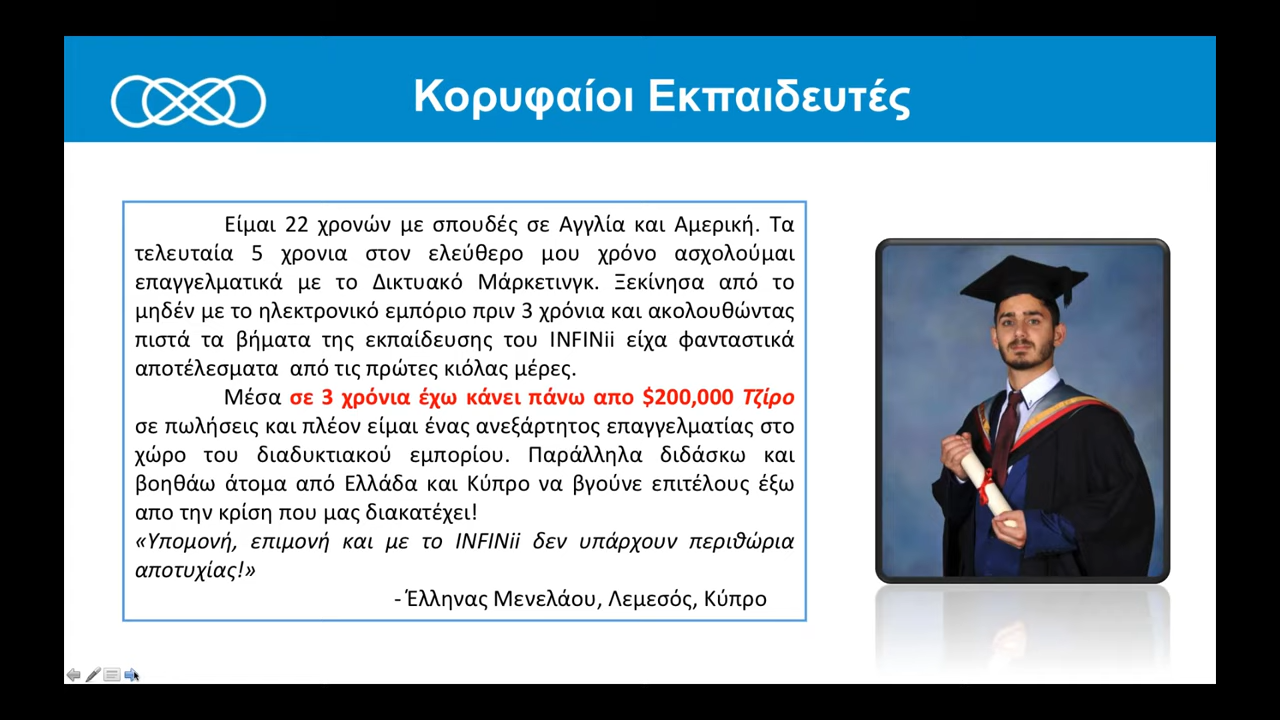 Κορυφαίοι Εκπαιδευτές
Είμαι 22 χρονών με σπουδές σε Αγγλία και Αμερική. Τα
τελευταία 5 χρονια στον ελεύθερο μου χρόνο ασχολούμαι
επαγγελματικά με το Δικτυακό Μάρκετινγκ. Ξεκίνησα από το
μηδέν με το ηλεκτρονικό εμπόριο πριν 3 χρόνια και ακολουθώντας
πιστά τα βήματα της εκπαίδευσης του INFINii είχα φανταστικά
αποτέλεσματα από τις πρώτες κιόλας μέρες.
Μέσα σε 3 χρόνια έχω κάνει πάνω απο $200,000 Τζίρο
σε πωλήσεις και πλέον είμαι ένας ανεξάρτητος επαγγελματίας στο
χώρο του διαδυκτιακού εμπορίου. Παράλληλα διδάσκω και
βοηθάω άτομα από Ελλάδα και Κύπρο να βγούνε επιτέλους έξω
απο την κρίση που μας διακατέχει!
«Υπομονή, επιμονή και με το INFINii δεν υπάρχουν περιθώρια
αποτυχίας!»
- Έλληνας Μενελάου, Λεμεσός, Κύπρο